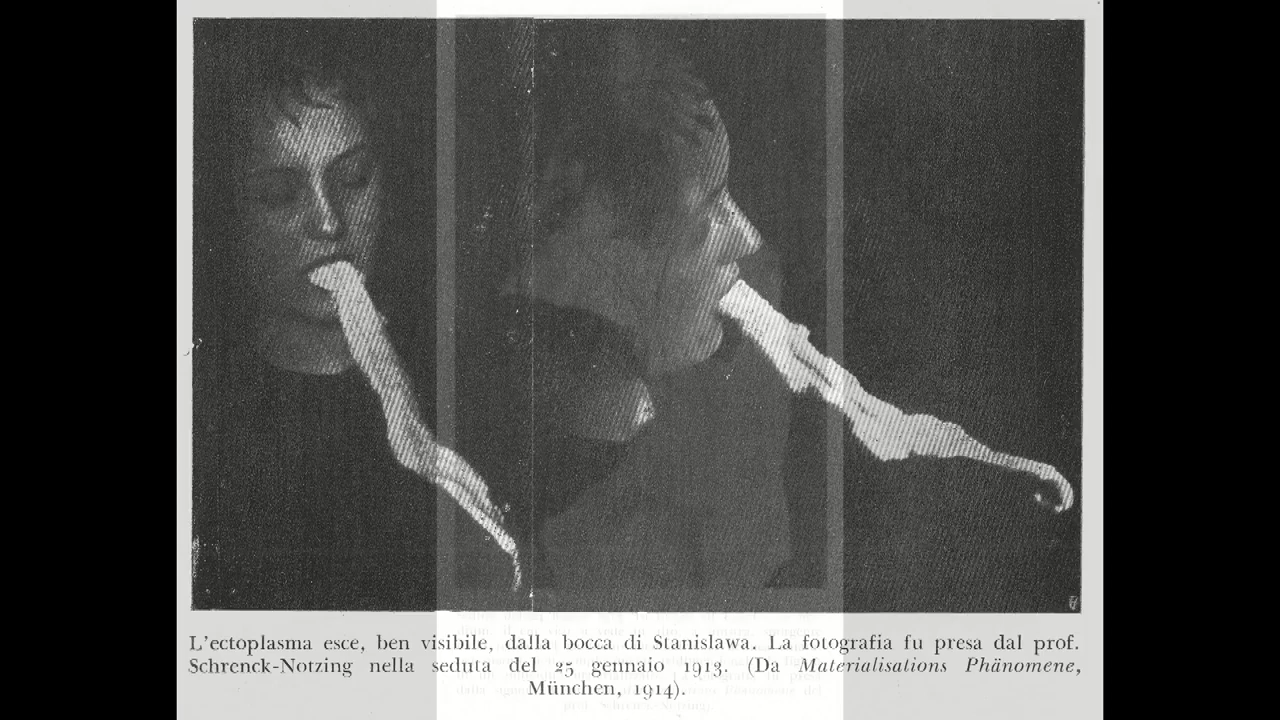 L'ectoplasma esce, ben visibile, dalla bocca di Stanislawa. La fotografia fu presa dal prof.
Schrenck-Notzing nella seduta del 25 gennaio 1913. (Da Materialisations Phänomene,
München, 1914).